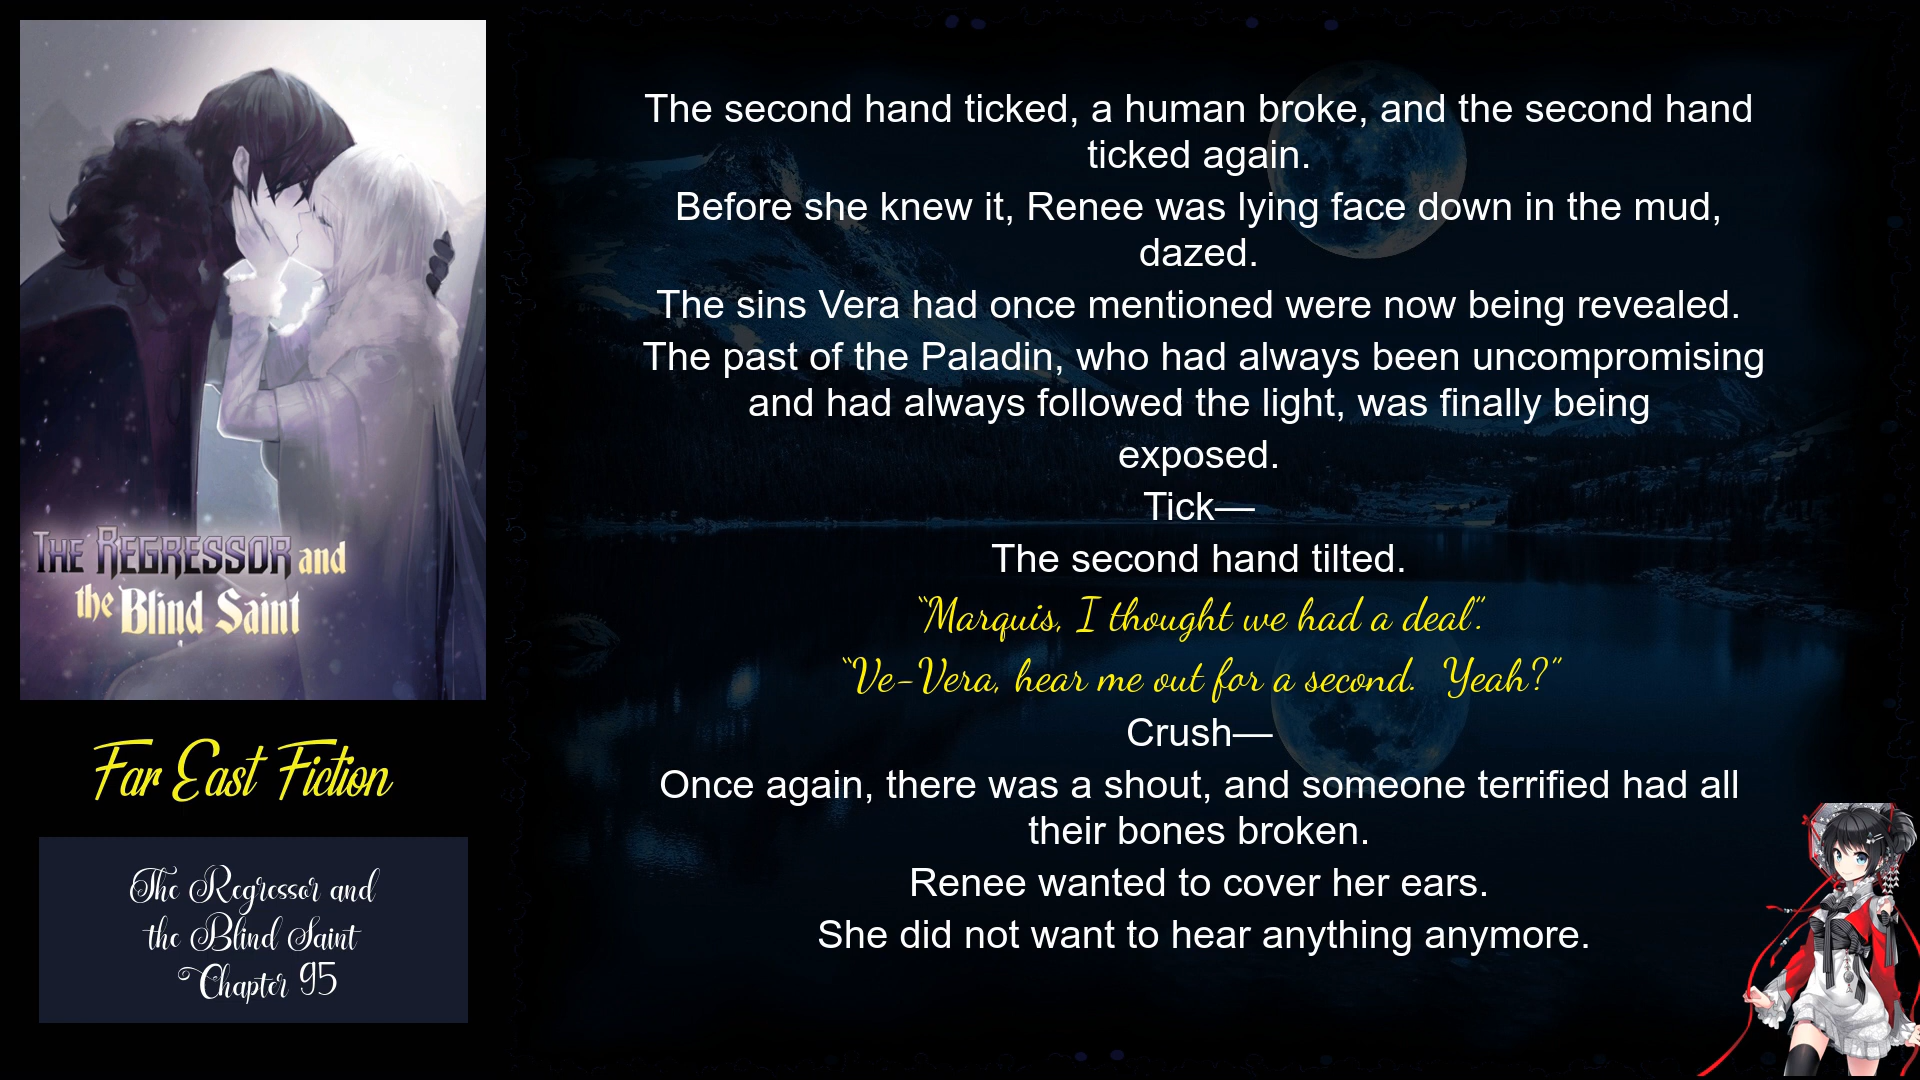 THE REGRESSOR and
the Blind Saint
Far East Fiction
The Regressor and
the Blind Saint
Chapter 95
The second hand ticked, a human broke, and the second hand
ticked again.
Before she knew it, Renee was lying face down in the mud,
dazed.
The sins Vera had once mentioned were now being revealed.
The past of the Paladin, who had always been uncompromising
and had always followed the light, was finally being
exposed.
Tick—
The second hand tilted.
“Marquis, I thought we had a deal”.
“Ve-Vera, hear me out for a second. Yeah?”
Crush—
Once again, there was a shout, and someone terrified had all
their bones broken.
Renee wanted to cover her ears.
She did not want to hear anything anymore.